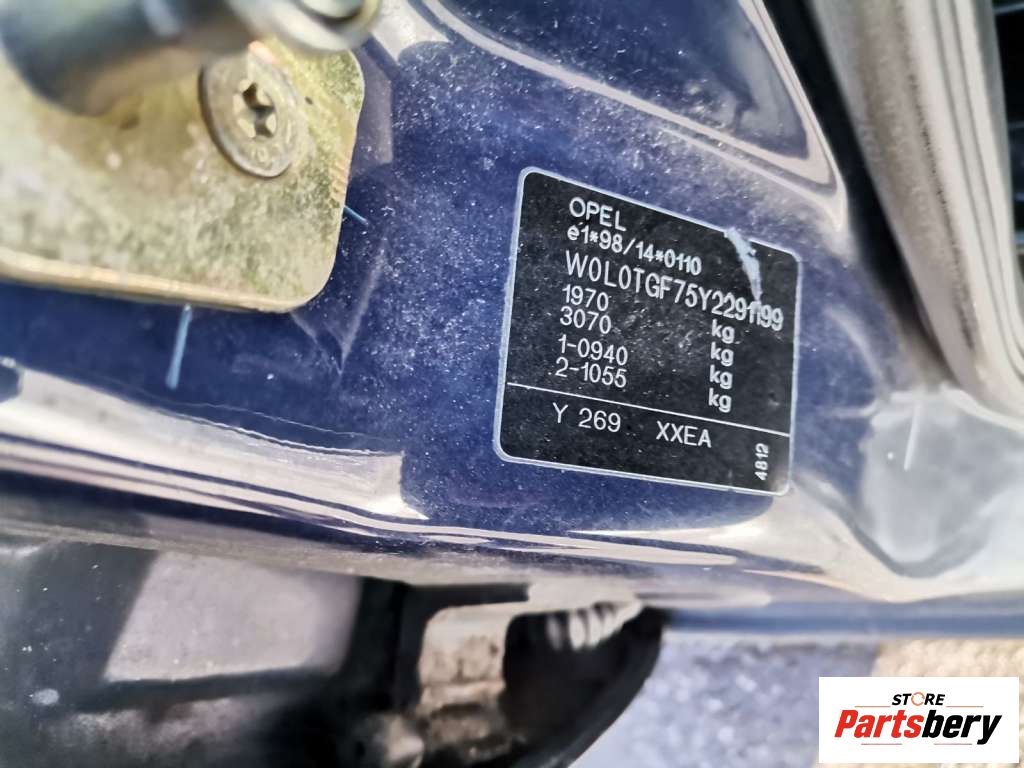 OPEL
e1*98/14*0110
W0L0TGF75Y2291199
1970 kg
3070 kg
1-0940 kg
2-1055 kg
Y 269 XXEA 4812
STORE
Partsbery